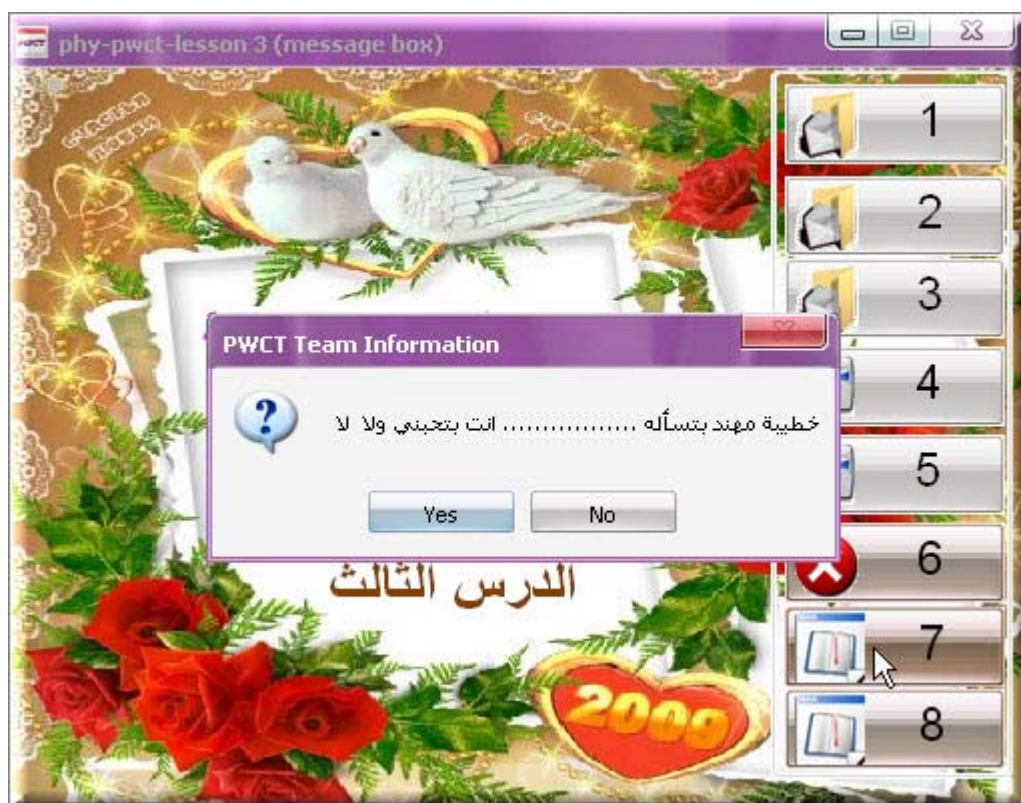 phy-pwct-lesson 3 (message box)
1
2
3
PWCT Team Information
خطيبة مهند بتسأله ................. انت بتحبني ولا لا
Yes
No
4
5
الدرس الثالث
6
7
2009
8